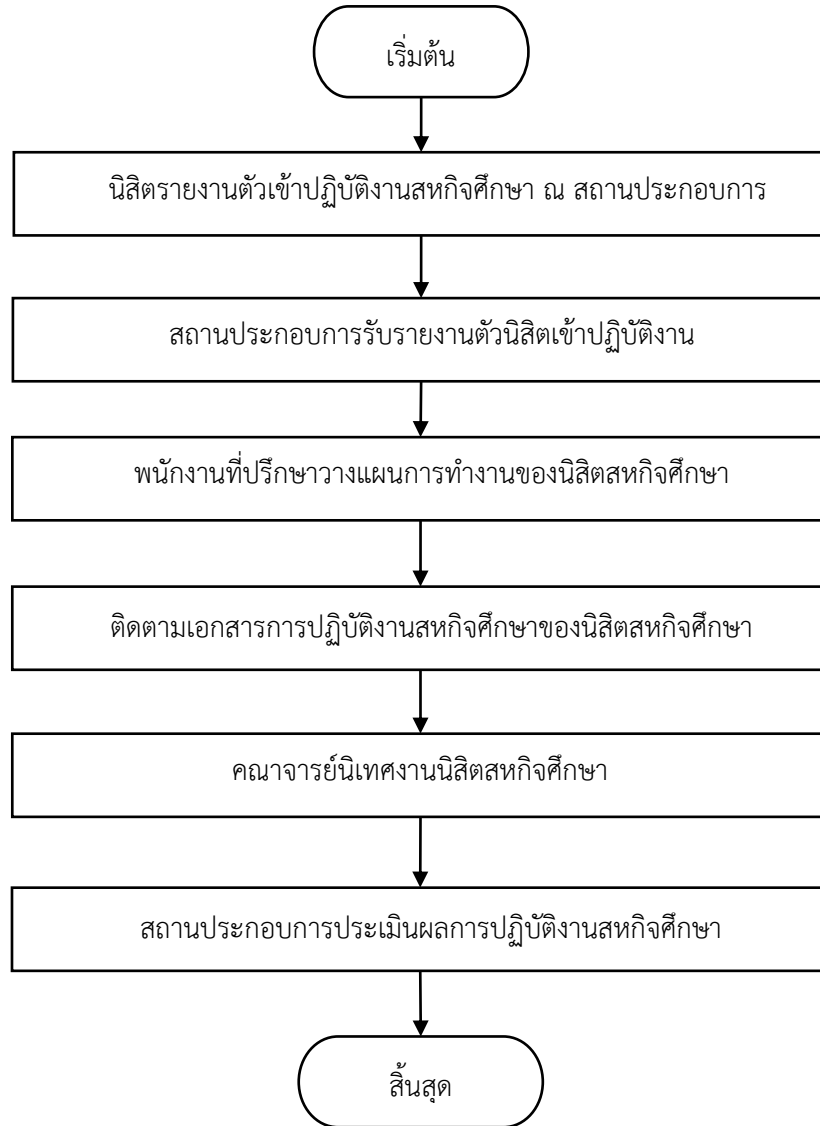 เริ่มต้น
นิสิตรายงานตัวเข้าปฏิบัติงานสหกิจศึกษา ณ สถานประกอบการ
สถานประกอบการรับรายงานตัวนิสิตเข้าปฏิบัติงาน
พนักงานที่ปรึกษาวางแผนการทำงานของนิสิตสหกิจศึกษา
ติดตามเอกสารการปฏิบัติงานสหกิจศึกษาของนิสิตสหกิจศึกษา
คณาจารย์นิเทศงานนิสิตสหกิจศึกษา
สถานประกอบการประเมินผลการปฏิบัติงานสหกิจศึกษา
สิ้นสุด